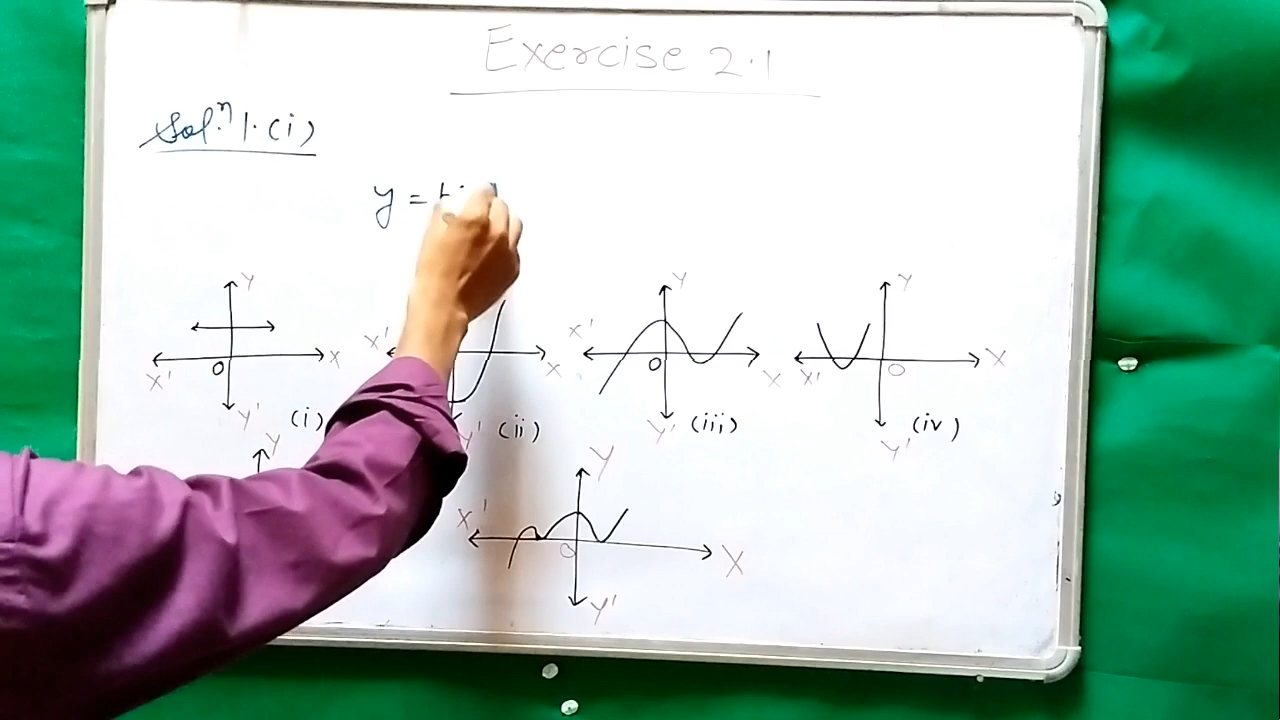 Exercise 2.1
Solⁿ. 1.(i)
y =
Y Y Y
X' O X X' X X' O X X' O X
Y' (i) Y' (ii) Y' (iii) Y' (iv)
Y Y
X' O X
Y'